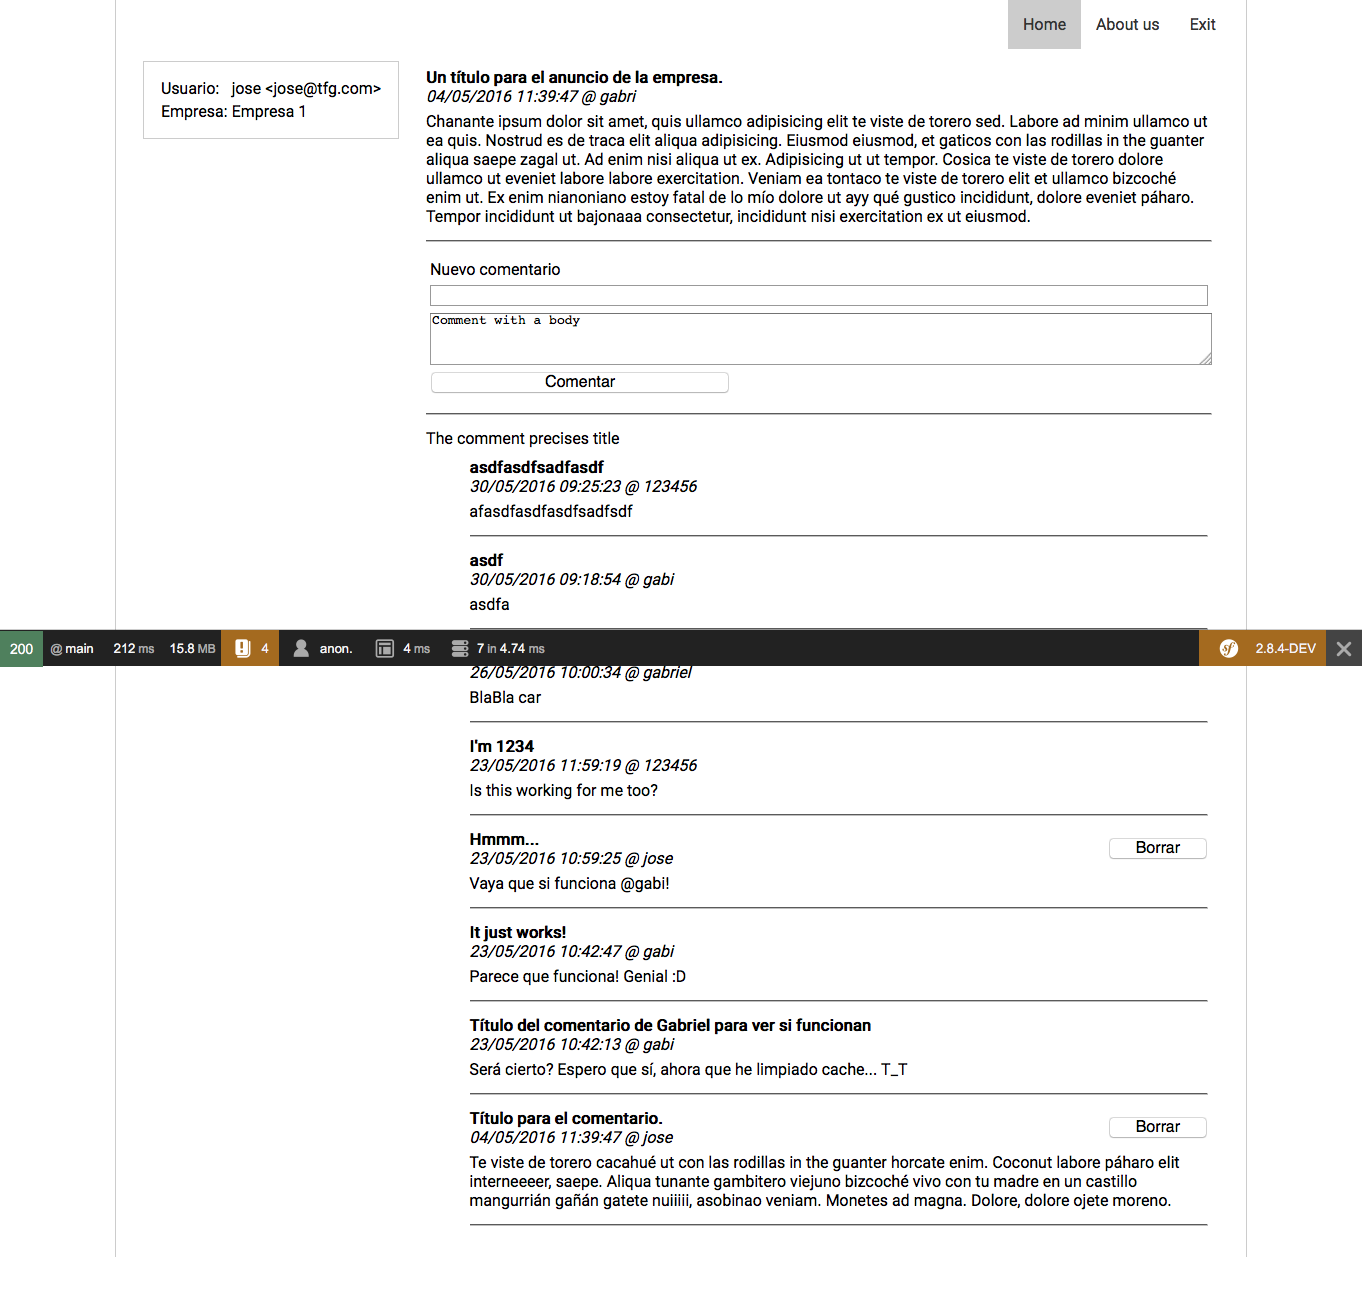 Home About us Exit
Usuario: jose <jose@tfg.com>
Empresa: Empresa 1
Un título para el anuncio de la empresa.
04/05/2016 11:39:47 @ gabri
Chanante ipsum dolor sit amet, quis ullamco adipisicing elit te viste de torero sed. Labore ad minim ullamco ut
ea quis. Nostrud es de traca elit aliqua adipisicing. Eiusmod eiusmod, et gaticos con las rodillas in the guanter
aliqua saepe zagal ut. Ad enim nisi aliqua ut ex. Adipisicing ut ut tempor. Cosica te viste de torero dolore
ullamco ut eveniet labore labore exercitation. Veniam ea tontaco te viste de torero elit et ullamco bizcoché
enim ut. Ex enim nianoniano estoy fatal de lo mío dolore ut ayy qué gustico incididunt, dolore eveniet páharo.
Tempor incididunt ut bajonaaa consectetur, incididunt nisi exercitation ex ut eiusmod.
Nuevo comentario
Comment with a body
Comentar
The comment precises title
asdfasdfsadfasdf
30/05/2016 09:25:23 @ 123456
afasdfasdfasdfsadfsdf
asdf
30/05/2016 09:18:54 @ gabi
asdfa
200 @ main 212 ms 15.8 MB 4 anon. 4 ms 7 in 4.74 ms sf 2.8.4-DEV
26/05/2016 10:00:34 @ gabriel
BlaBla car
I'm 1234
23/05/2016 11:59:19 @ 123456
Is this working for me too?
Hmmm...
Borrar
23/05/2016 10:59:25 @ jose
Vaya que si funciona @gabi!
It just works!
23/05/2016 10:42:47 @ gabi
Parece que funciona! Genial :D
Título del comentario de Gabriel para ver si funcionan
23/05/2016 10:42:13 @ gabi
Será cierto? Espero que sí, ahora que he limpiado cache... T_T
Título para el comentario.
Borrar
04/05/2016 11:39:47 @ jose
Te viste de torero cacahué ut con las rodillas in the guanter horcate enim. Coconut labore páharo elit
interneeeer, saepe. Aliqua tunante gambitero viejuno bizcoché vivo con tu madre en un castillo
mangurrián gañán gatete nuiiiii, asobinao veniam. Monetes ad magna. Dolore, dolore ojete moreno.